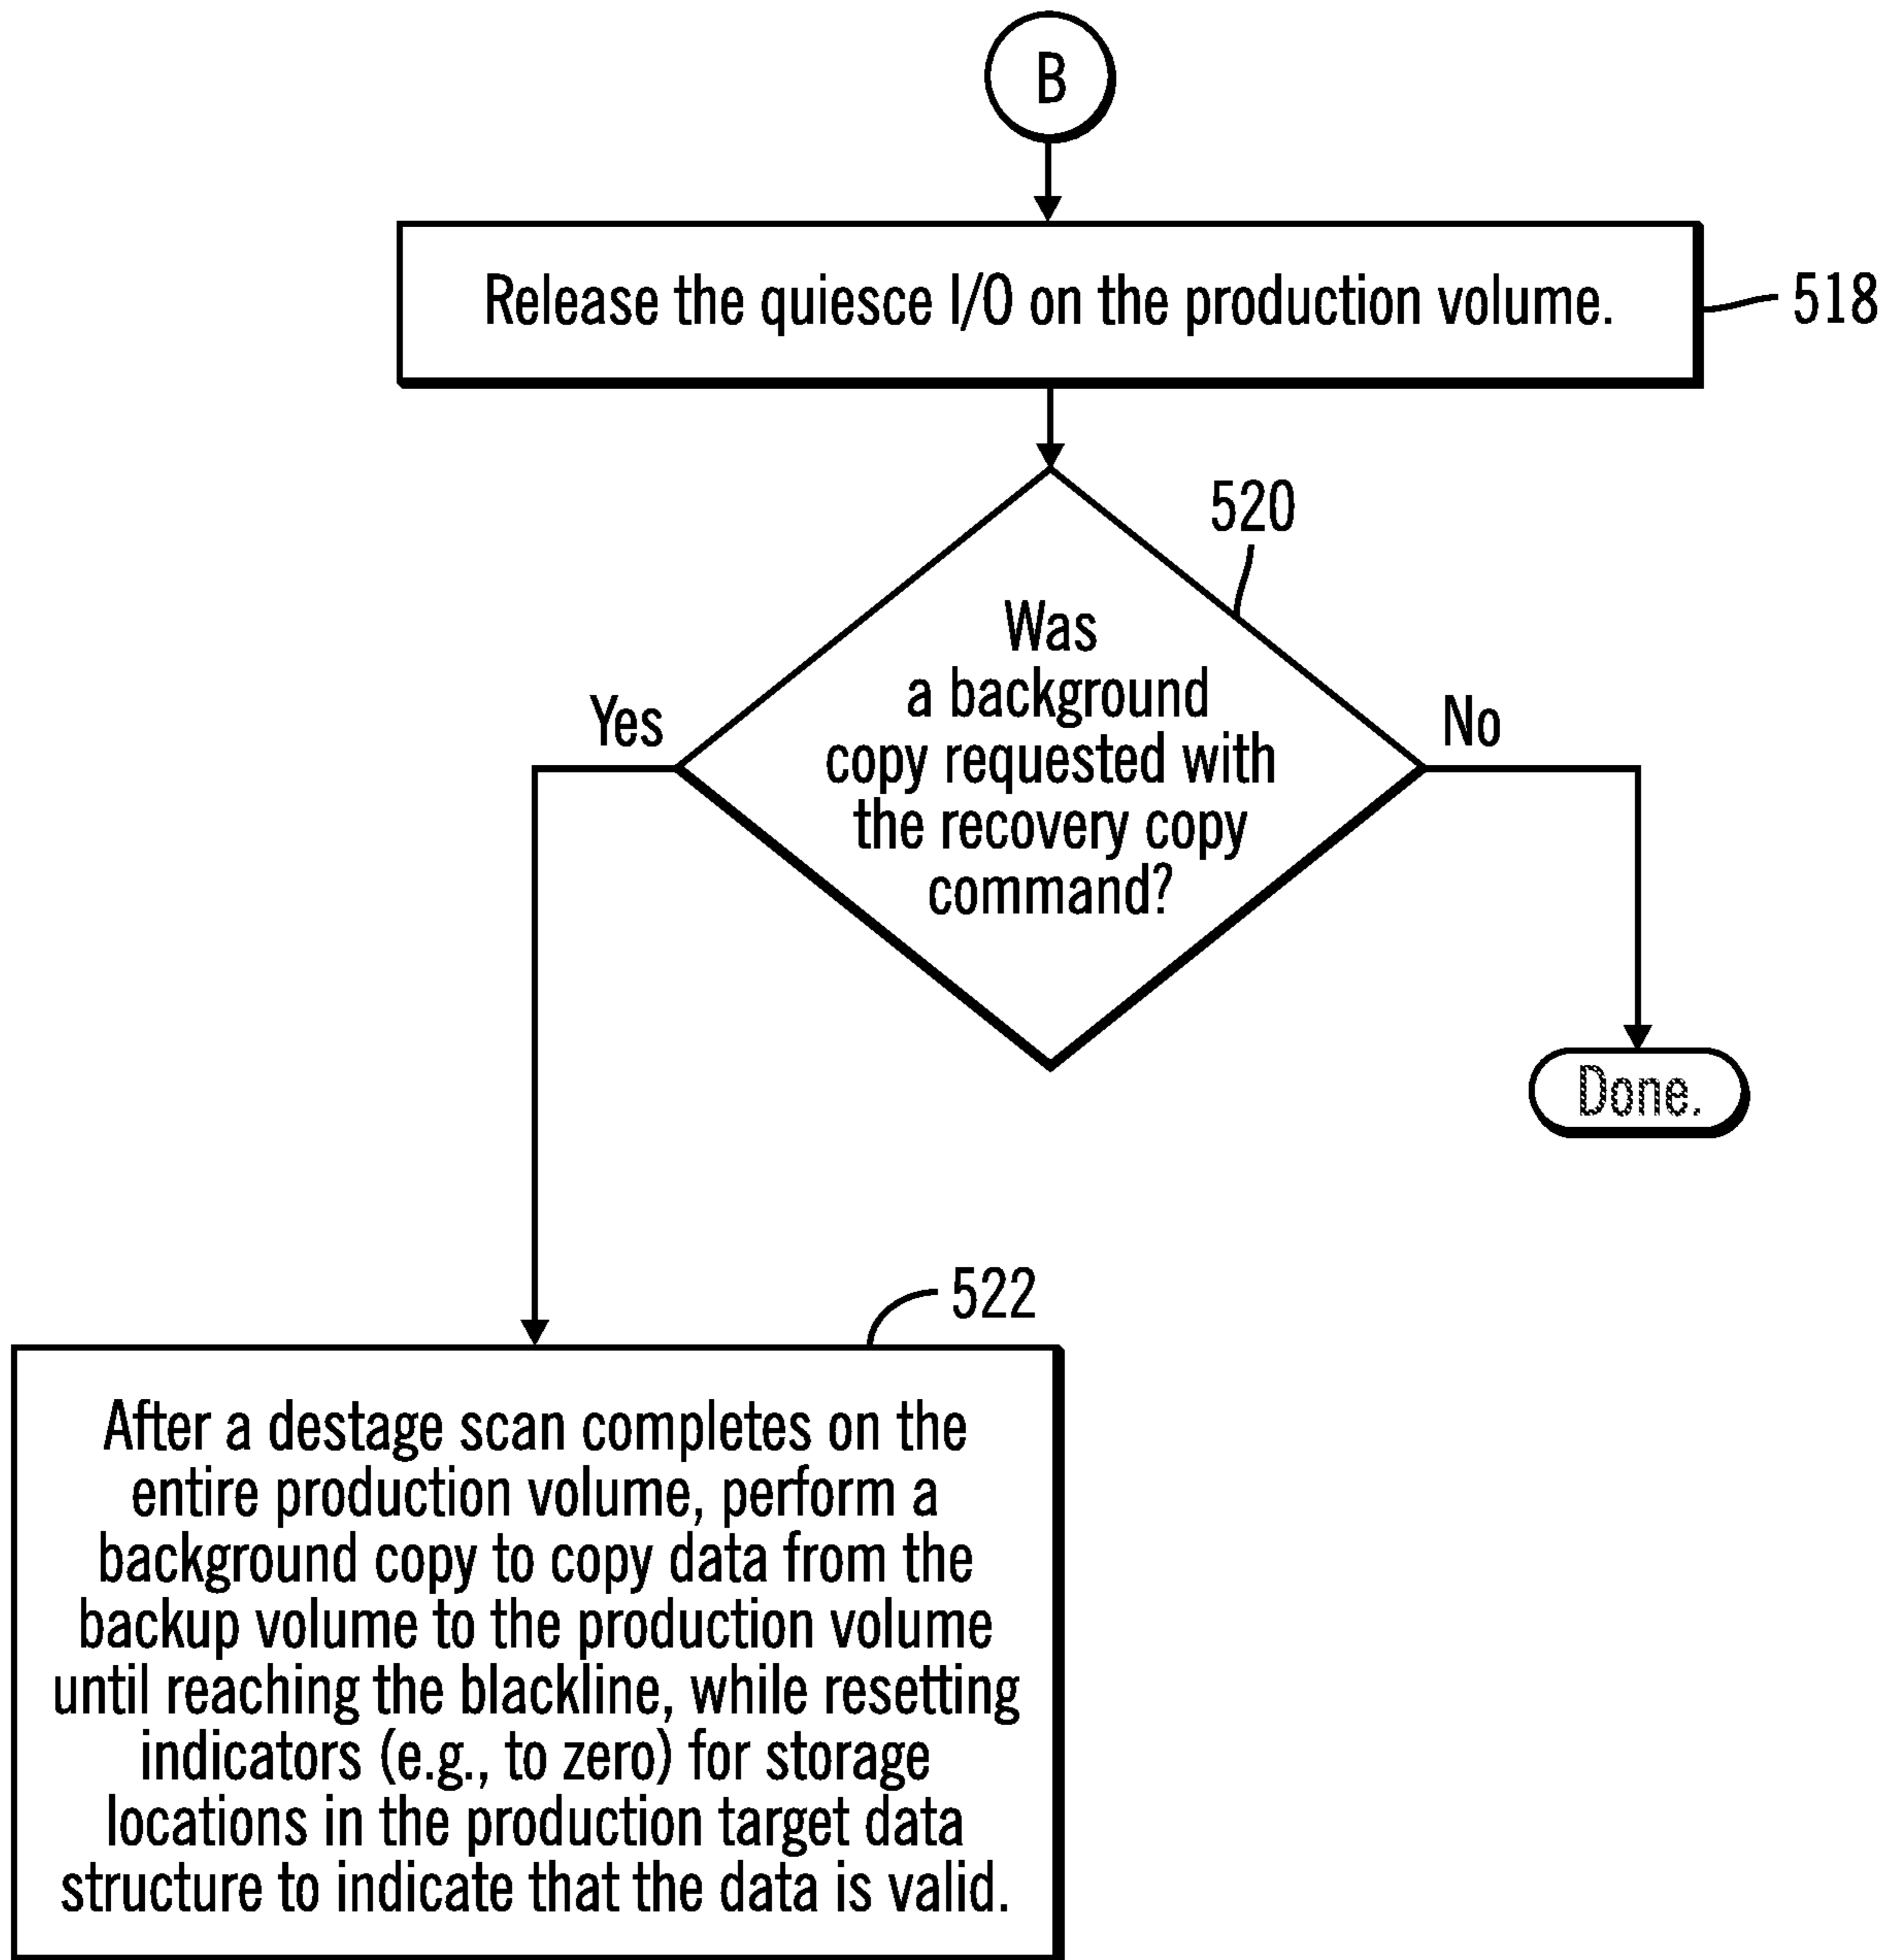 B
Release the quiesce I/O on the production volume.
518
520
Was
a background
copy requested with
the recovery copy
command?
Yes
No
Done.
522
After a destage scan completes on the
entire production volume, perform a
background copy to copy data from the
backup volume to the production volume
until reaching the blackline, while resetting
indicators (e.g., to zero) for storage
locations in the production target data
structure to indicate that the data is valid.